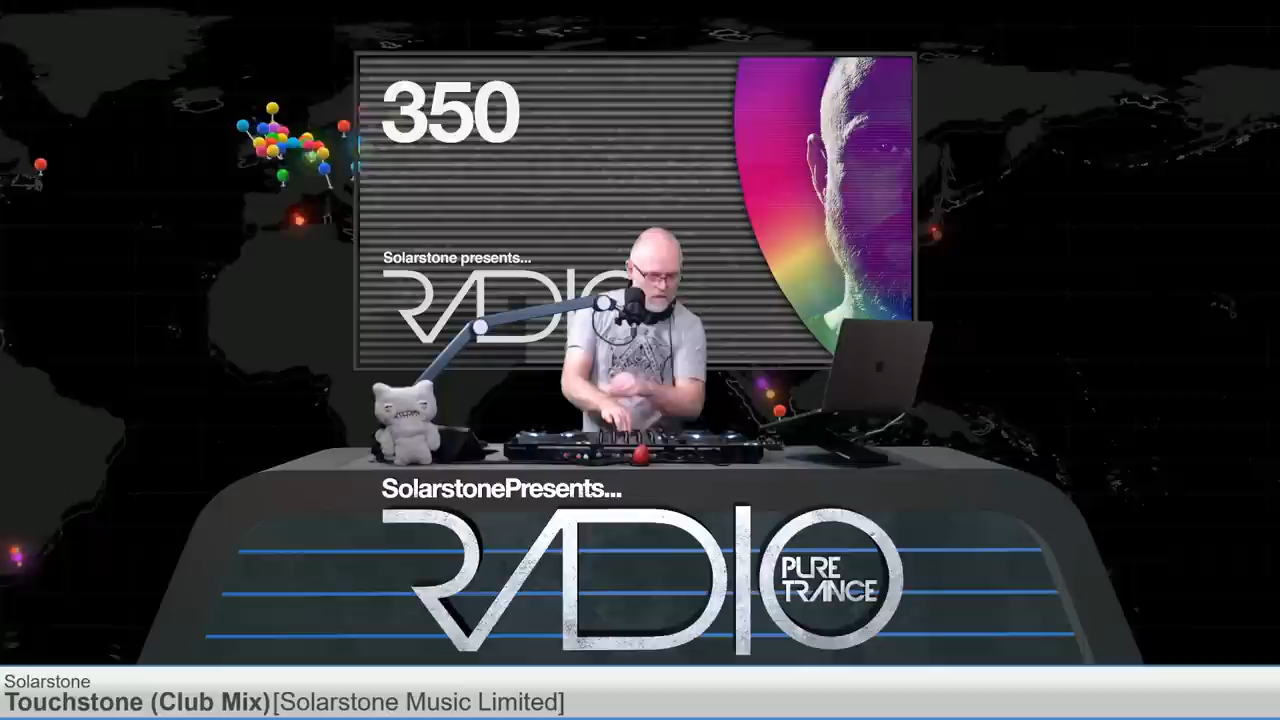 350
Solarstone presents...
RADIO
SolarstonePresents...
RADIO
PURE
TRANCE
Solarstone
Touchstone (Club Mix)[Solarstone Music Limited]